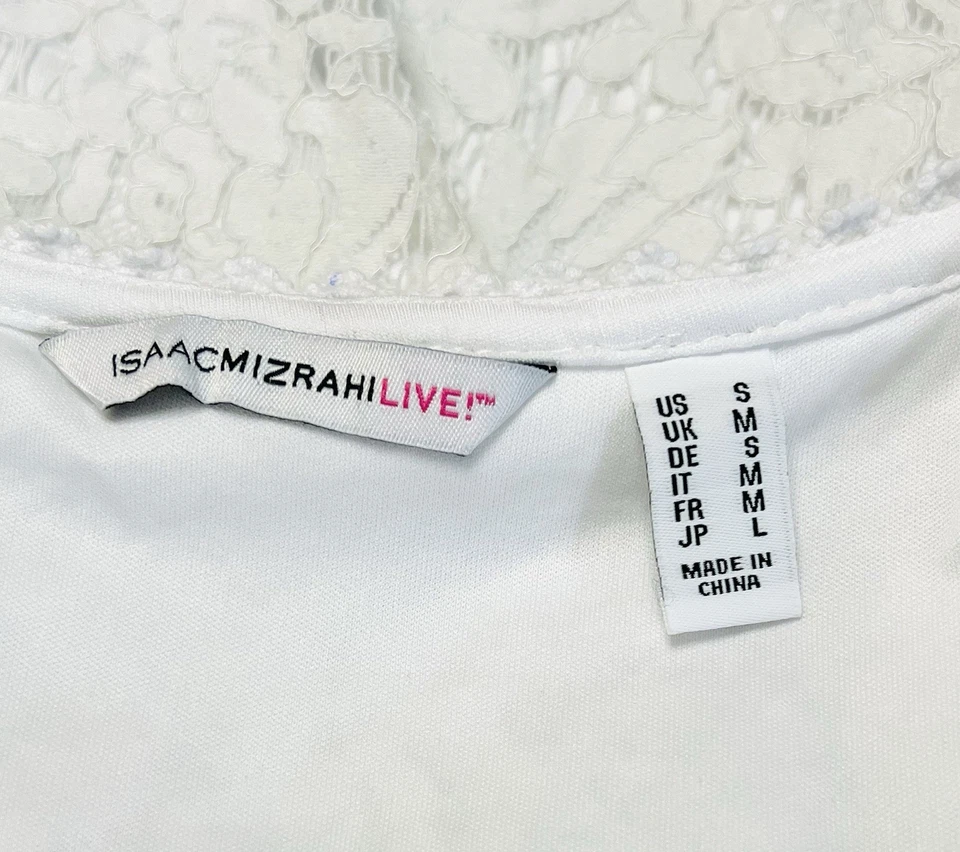 ISAACMIZRAHILIVE!™
US S
UK M
DE S
IT M
FR M
JP L
MADE IN
CHINA